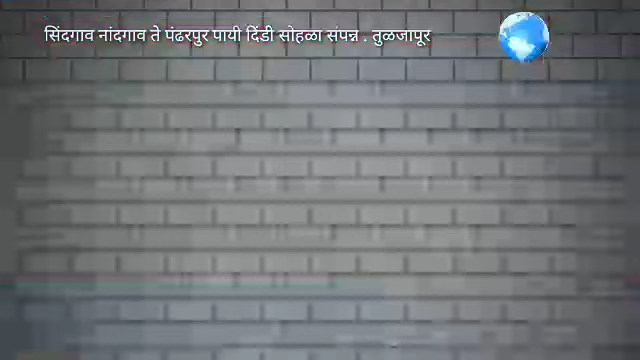 सिंदगाव नांदगाव ते पंढरपुर पायी दिंडी सोहळा संपन्न . तुळजापूर